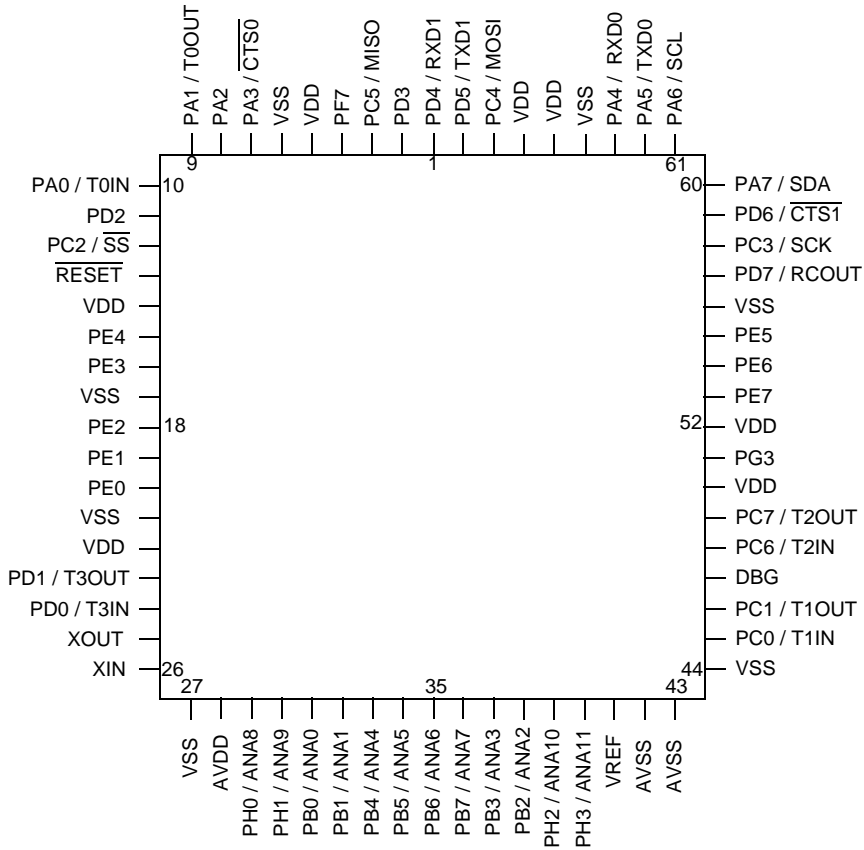 PA1 / T0OUT
PA2
PA3 / CTS0
VSS
VDD
PF7
PC5 / MISO
PD3
PD4 / RXD1
PD5 / TXD1
PC4 / MOSI
VDD
VDD
VSS
PA4 / RXD0
PA5 / TXD0
PA6 / SCL
9
1
61
PA0 / T0IN
10
60
PA7 / SDA
PD2
PD6 / CTS1
PC2 / SS
PC3 / SCK
RESET
PD7 / RCOUT
VDD
VSS
PE4
PE5
PE3
PE6
VSS
PE7
PE2
18
52
VDD
PE1
PG3
PE0
VDD
VSS
PC7 / T2OUT
VDD
PC6 / T2IN
PD1 / T3OUT
DBG
PD0 / T3IN
PC1 / T1OUT
XOUT
PC0 / T1IN
XIN
26
44
VSS
27
35
43
VSS
AVDD
PH0 / ANA8
PH1 / ANA9
PB0 / ANA0
PB1 / ANA1
PB4 / ANA4
PB5 / ANA5
PB6 / ANA6
PB7 / ANA7
PB3 / ANA3
PB2 / ANA2
PH2 / ANA10
PH3 / ANA11
VREF
AVSS
AVSS